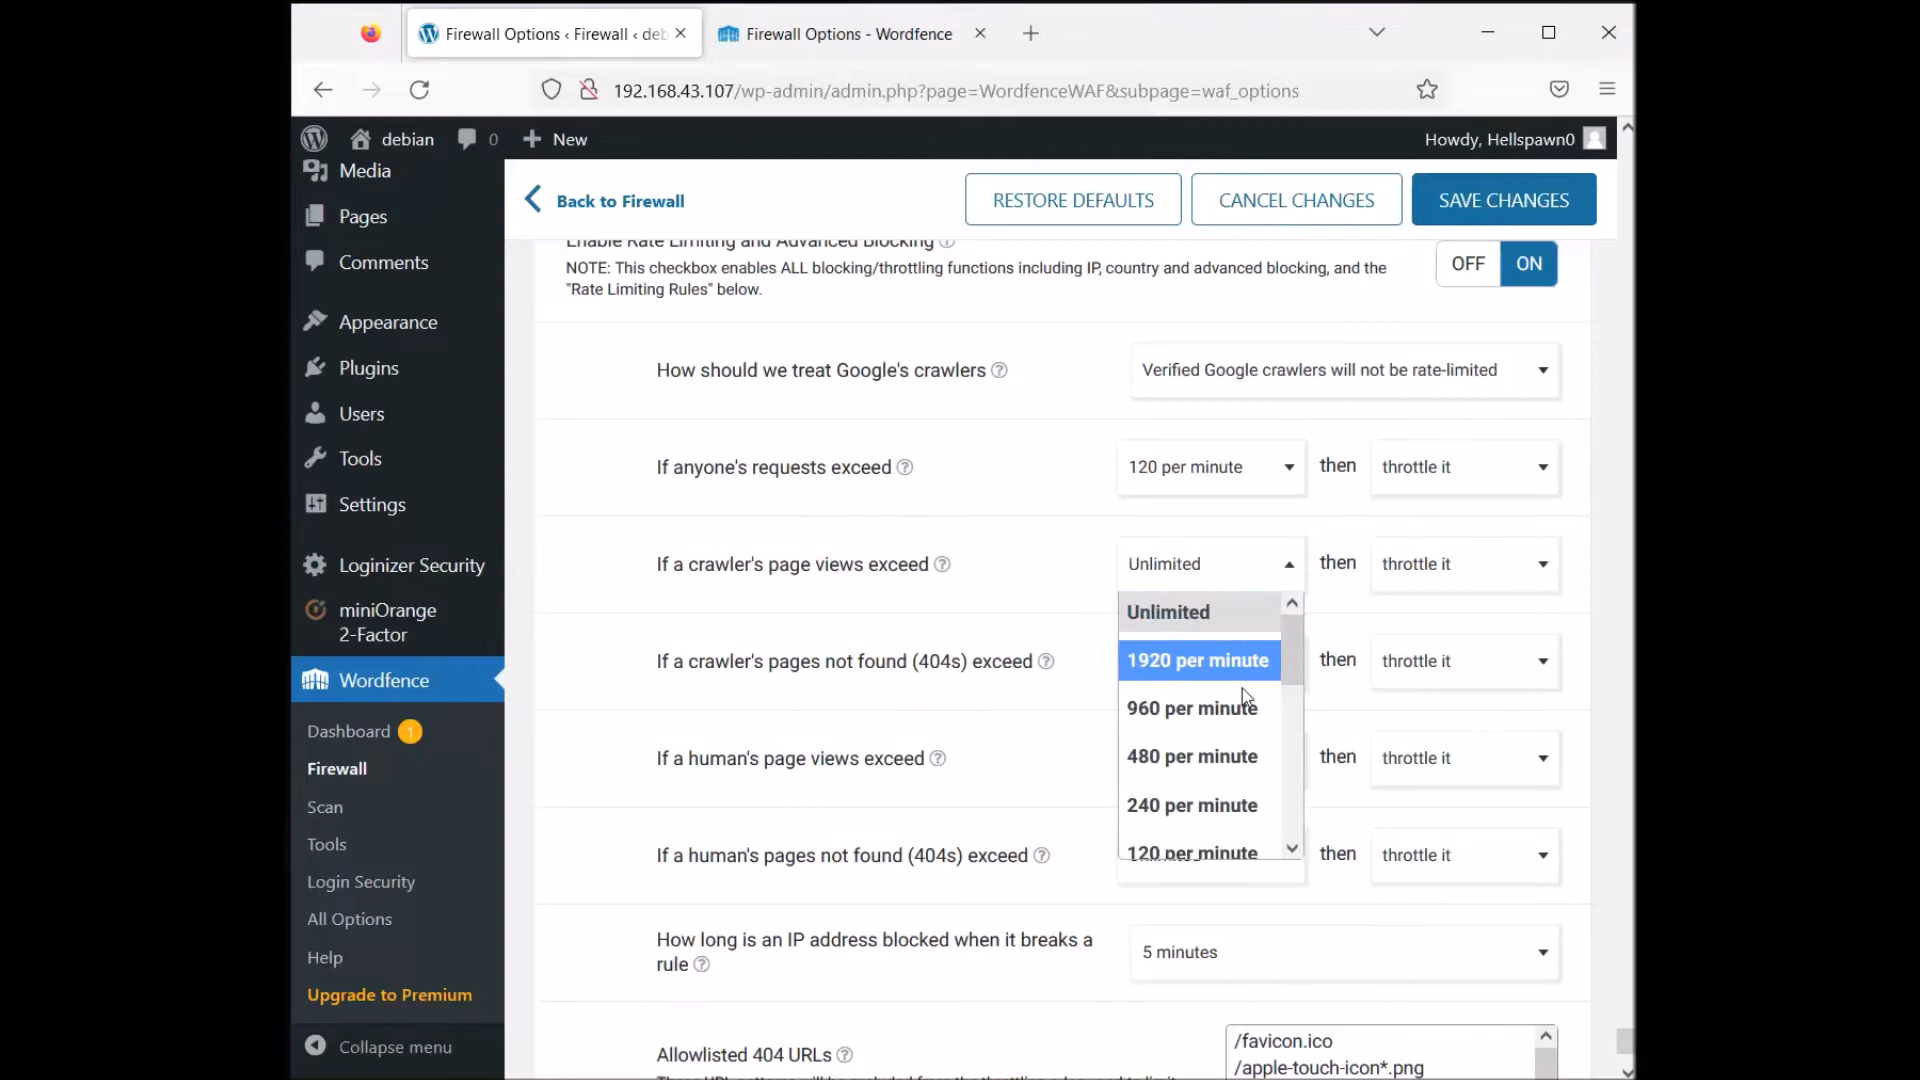 Firewall Options ‹ Firewall ‹ deb
Firewall Options - Wordfence
192.168.43.107/wp-admin/admin.php?page=WordfenceWAF&subpage=waf_options
debian
0
New
Howdy, Hellspawn0
Media
Pages
Comments
Appearance
Plugins
Users
Tools
Settings
Loginizer Security
miniOrange
2-Factor
Wordfence
Dashboard 1
Firewall
Scan
Tools
Login Security
All Options
Help
Upgrade to Premium
Collapse menu
Back to Firewall
RESTORE DEFAULTS
CANCEL CHANGES
SAVE CHANGES
Enable Rate Limiting and Advanced Blocking
NOTE: This checkbox enables ALL blocking/throttling functions including IP, country and advanced blocking, and the
"Rate Limiting Rules" below.
OFF
ON
How should we treat Google's crawlers
Verified Google crawlers will not be rate-limited
If anyone's requests exceed
120 per minute
then
throttle it
If a crawler's page views exceed
Unlimited
then
throttle it
Unlimited
1920 per minute
960 per minute
480 per minute
240 per minute
120 per minute
If a crawler's pages not found (404s) exceed
then
throttle it
If a human's page views exceed
then
throttle it
If a human's pages not found (404s) exceed
then
throttle it
How long is an IP address blocked when it breaks a
rule
5 minutes
Allowlisted 404 URLs
/favicon.ico
/apple-touch-icon*.png